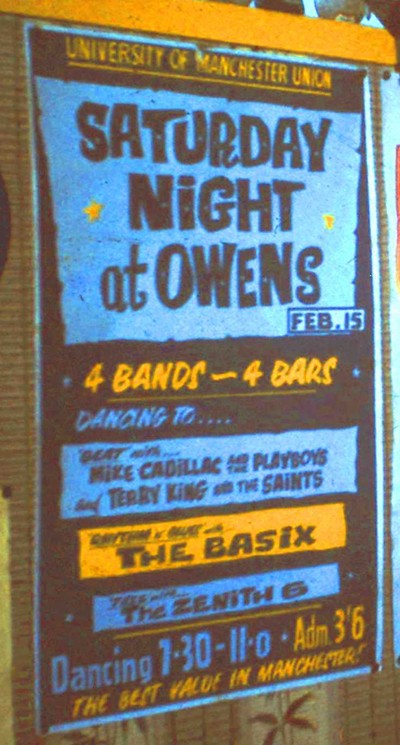 UNIVERSITY OF MANCHESTER UNION
SATURDAY
NiGHT
at OWENS
FEB. 15
4 BANDS — 4 BARS
DANCING TO....
'BEAT' with....
MiKE CADiLLAC AND THE PLAYBOYS
and TERRY KiNG AND THE SAiNTS
'RHYTHM n' BLUES' with
THE BASiX
with...
The ZENiTH 6
Dancing 7·30-11·0 · Adm. 3'6
THE BEST VALUE IN MANCHESTER!